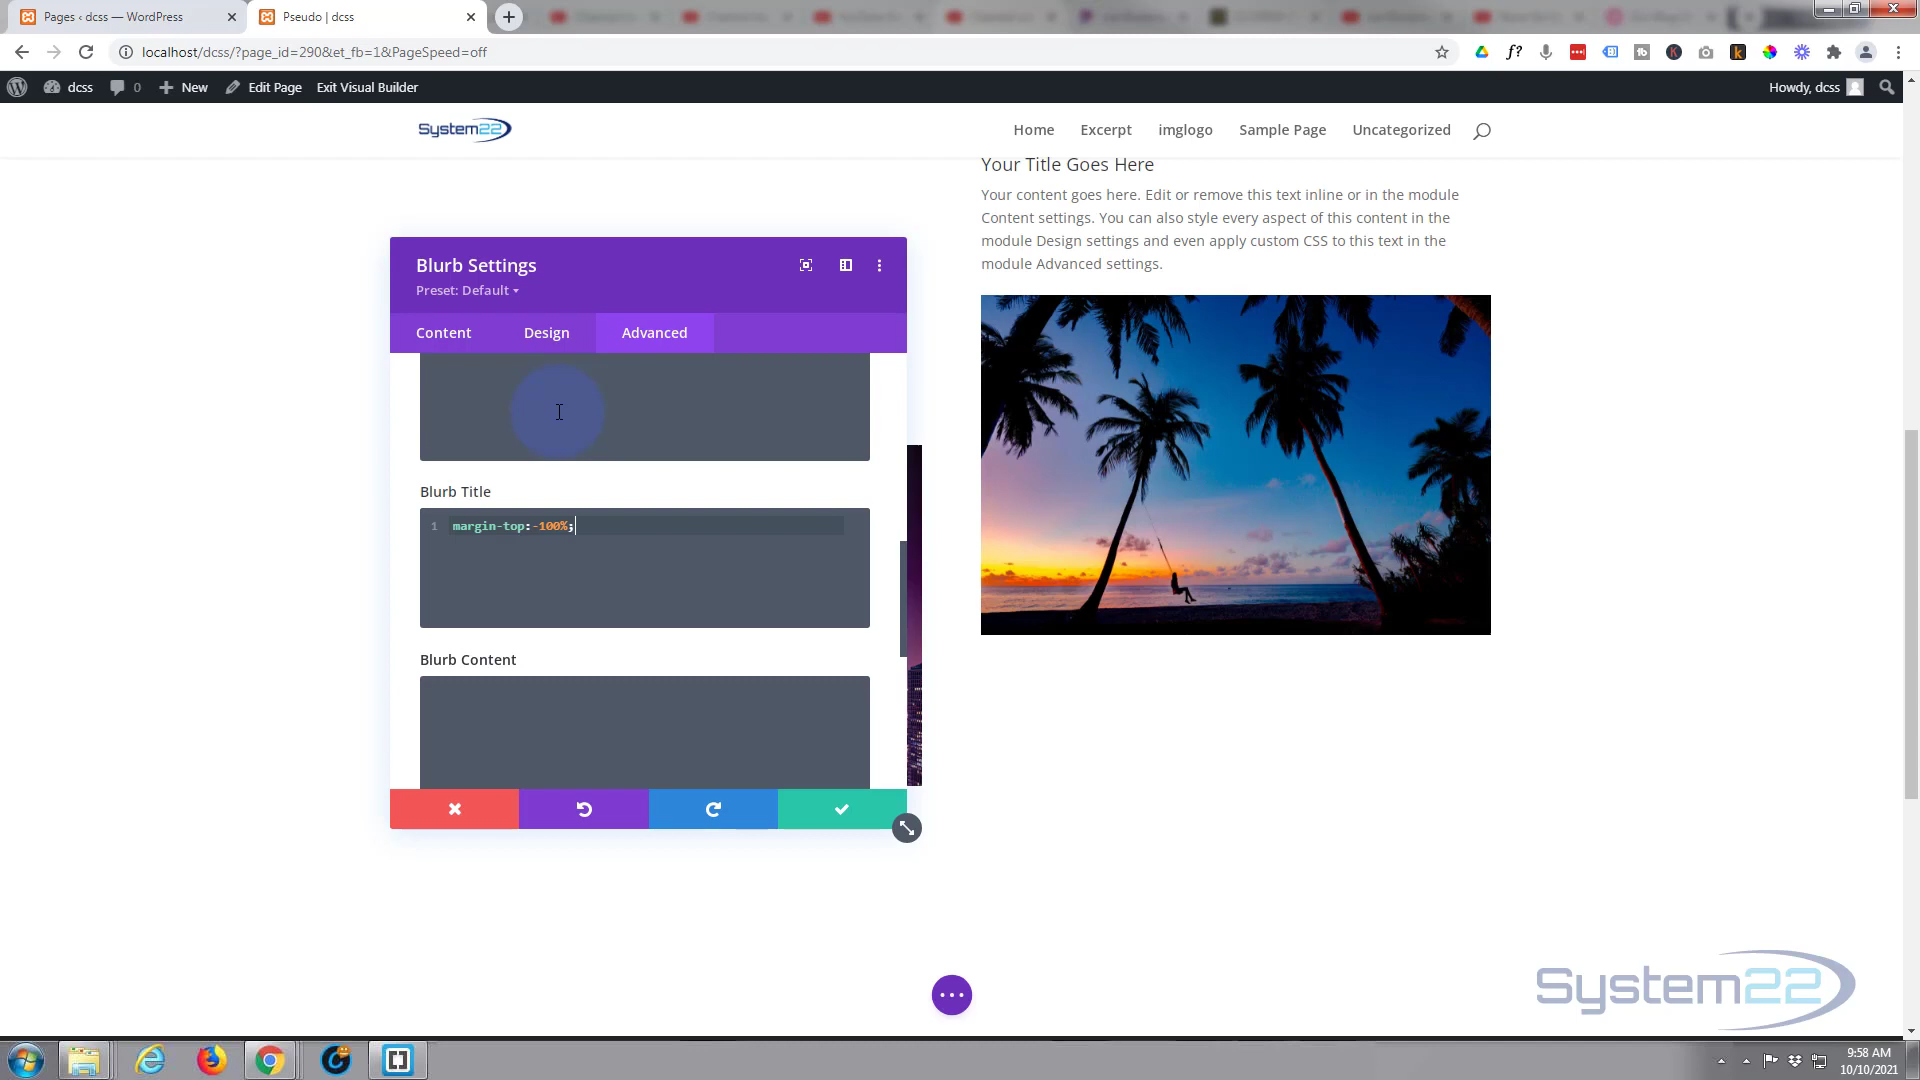 Pages ‹ dcss — WordPress
Pseudo | dcss
localhost/dcss/?page_id=290&et_fb=1&PageSpeed=off
dcss
0
New
Edit Page
Exit Visual Builder
Howdy, dcss
System22
Home
Excerpt
imglogo
Sample Page
Uncategorized
Your Title Goes Here
Your content goes here. Edit or remove this text inline or in the module
Content settings. You can also style every aspect of this content in the
module Design settings and even apply custom CSS to this text in the
module Advanced settings.
Blurb Settings
Preset: Default
Content
Design
Advanced
Blurb Title
1
margin-top:-100%;
Blurb Content
System22
9:58 AM
10/10/2021